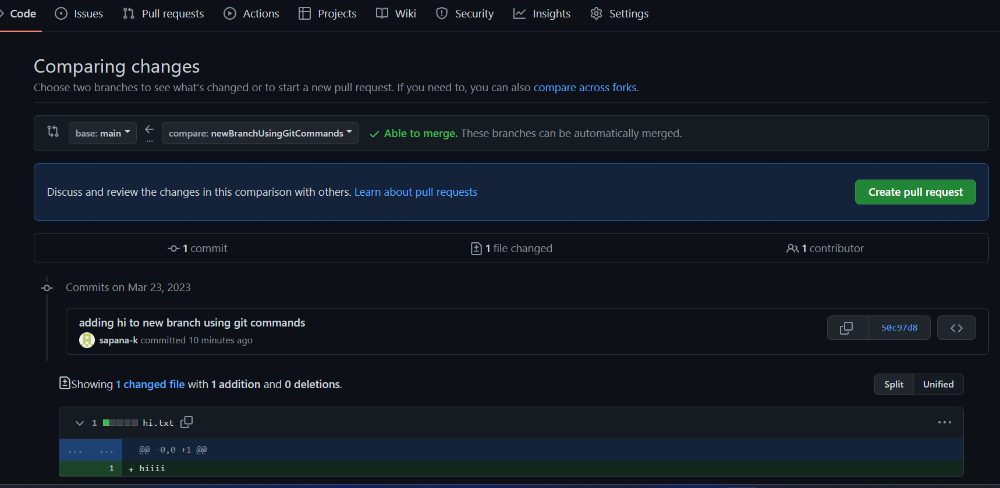 Code Issues Pull requests Actions Projects Wiki Security Insights Settings
Comparing changes
Choose two branches to see what's changed or to start a new pull request. If you need to, you can also compare across forks.
base: main ... compare: newBranchUsingGitCommands Able to merge. These branches can be automatically merged.
Discuss and review the changes in this comparison with others. Learn about pull requests Create pull request
1 commit 1 file changed 1 contributor
Commits on Mar 23, 2023
adding hi to new branch using git commands
sapana-k committed 10 minutes ago 50c97d8
Showing 1 changed file with 1 addition and 0 deletions. Split Unified
1 hi.txt
... ... @@ -0,0 +1 @@
1 + hiiii